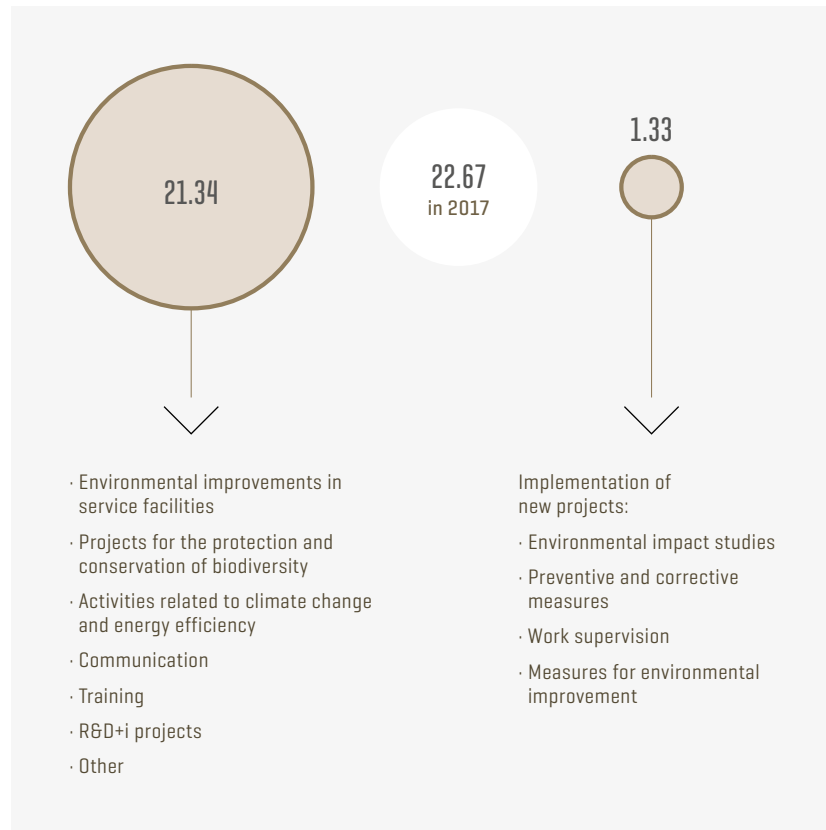 21.34
22.67
in 2017
1.33
· Environmental improvements in
service facilities
· Projects for the protection and
conservation of biodiversity
· Activities related to climate change
and energy efficiency
· Communication
· Training
· R&D+i projects
· Other
Implementation of
new projects:
· Environmental impact studies
· Preventive and corrective
measures
· Work supervision
· Measures for environmental
improvement